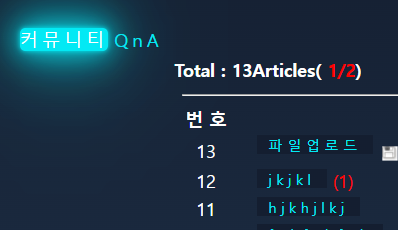 커뮤니티 QnA
Total : 13Articles( 1/2)
번호
13 파일업로드
12 jkjkl (1)
11 hjkhjlkj